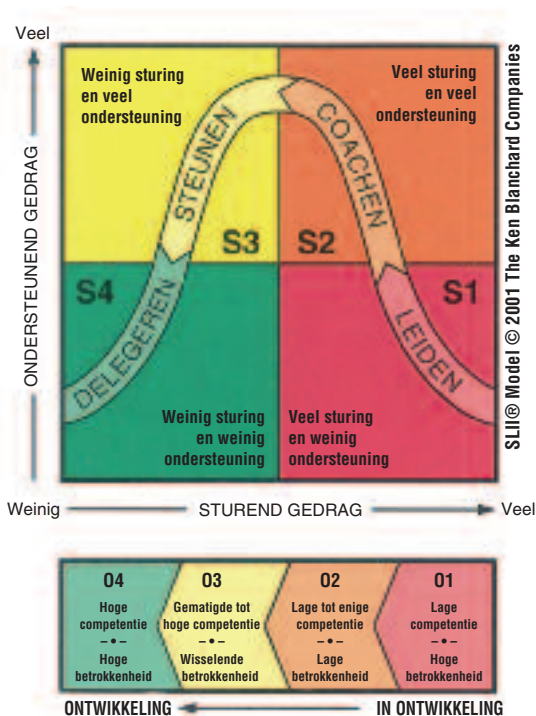 Veel
Weinig sturing
en veel
ondersteuning
Veel sturing
en veel
ondersteuning
STEUNEN
COACHEN
S3
S2
S4
S1
DELEGEREN
LEIDEN
Weinig sturing
en weinig
ondersteuning
Veel sturing
en weinig
ondersteuning
ONDERSTEUNEND GEDRAG
SLII® Model © 2001 The Ken Blanchard Companies
Weinig
STUREND GEDRAG
Veel
O4
Hoge
competentie
– • –
Hoge
betrokkenheid
O3
Gematigde tot
hoge competentie
– • –
Wisselende
betrokkenheid
O2
Lage tot enige
competentie
– • –
Lage
betrokkenheid
O1
Lage
competentie
– • –
Hoge
betrokkenheid
ONTWIKKELING
IN ONTWIKKELING